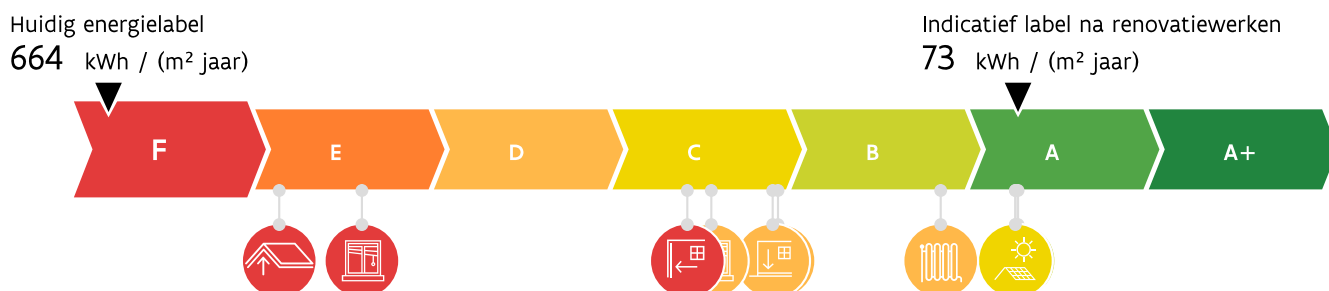 Huidig energielabel
664 kWh / (m² jaar)
Indicatief label na renovatiewerken
73 kWh / (m² jaar)
F E D C B A A+